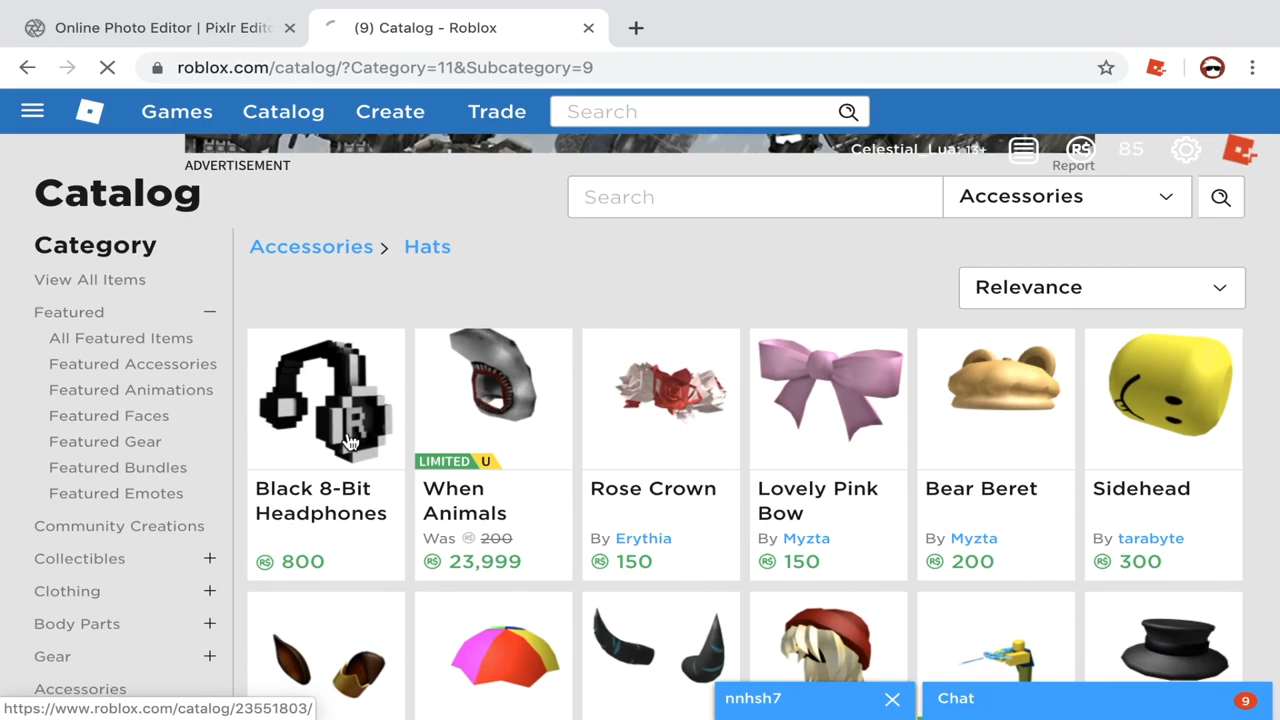 Online Photo Editor | Pixlr Edito
(9) Catalog - Roblox
roblox.com/catalog/?Category=11&Subcategory=9
Games
Catalog
Create
Trade
Search
ADVERTISEMENT
Celestial_Lua: 13+
R$
85
Report
Catalog
Search
Accessories
Category
Accessories > Hats
View All Items
Relevance
Featured
All Featured Items
Featured Accessories
Featured Animations
Featured Faces
Featured Gear
Featured Bundles
Featured Emotes
Community Creations
Collectibles
Clothing
Body Parts
Gear
Accessories
R
Black 8-Bit
Headphones
R$ 800
LIMITED U
When
Animals
Was R$ 200
R$ 23,999
Rose Crown
By Erythia
R$ 150
Lovely Pink
Bow
By Myzta
R$ 150
Bear Beret
By Myzta
R$ 200
Sidehead
By tarabyte
R$ 300
nnhsh7
Chat
9
https://www.roblox.com/catalog/23551803/